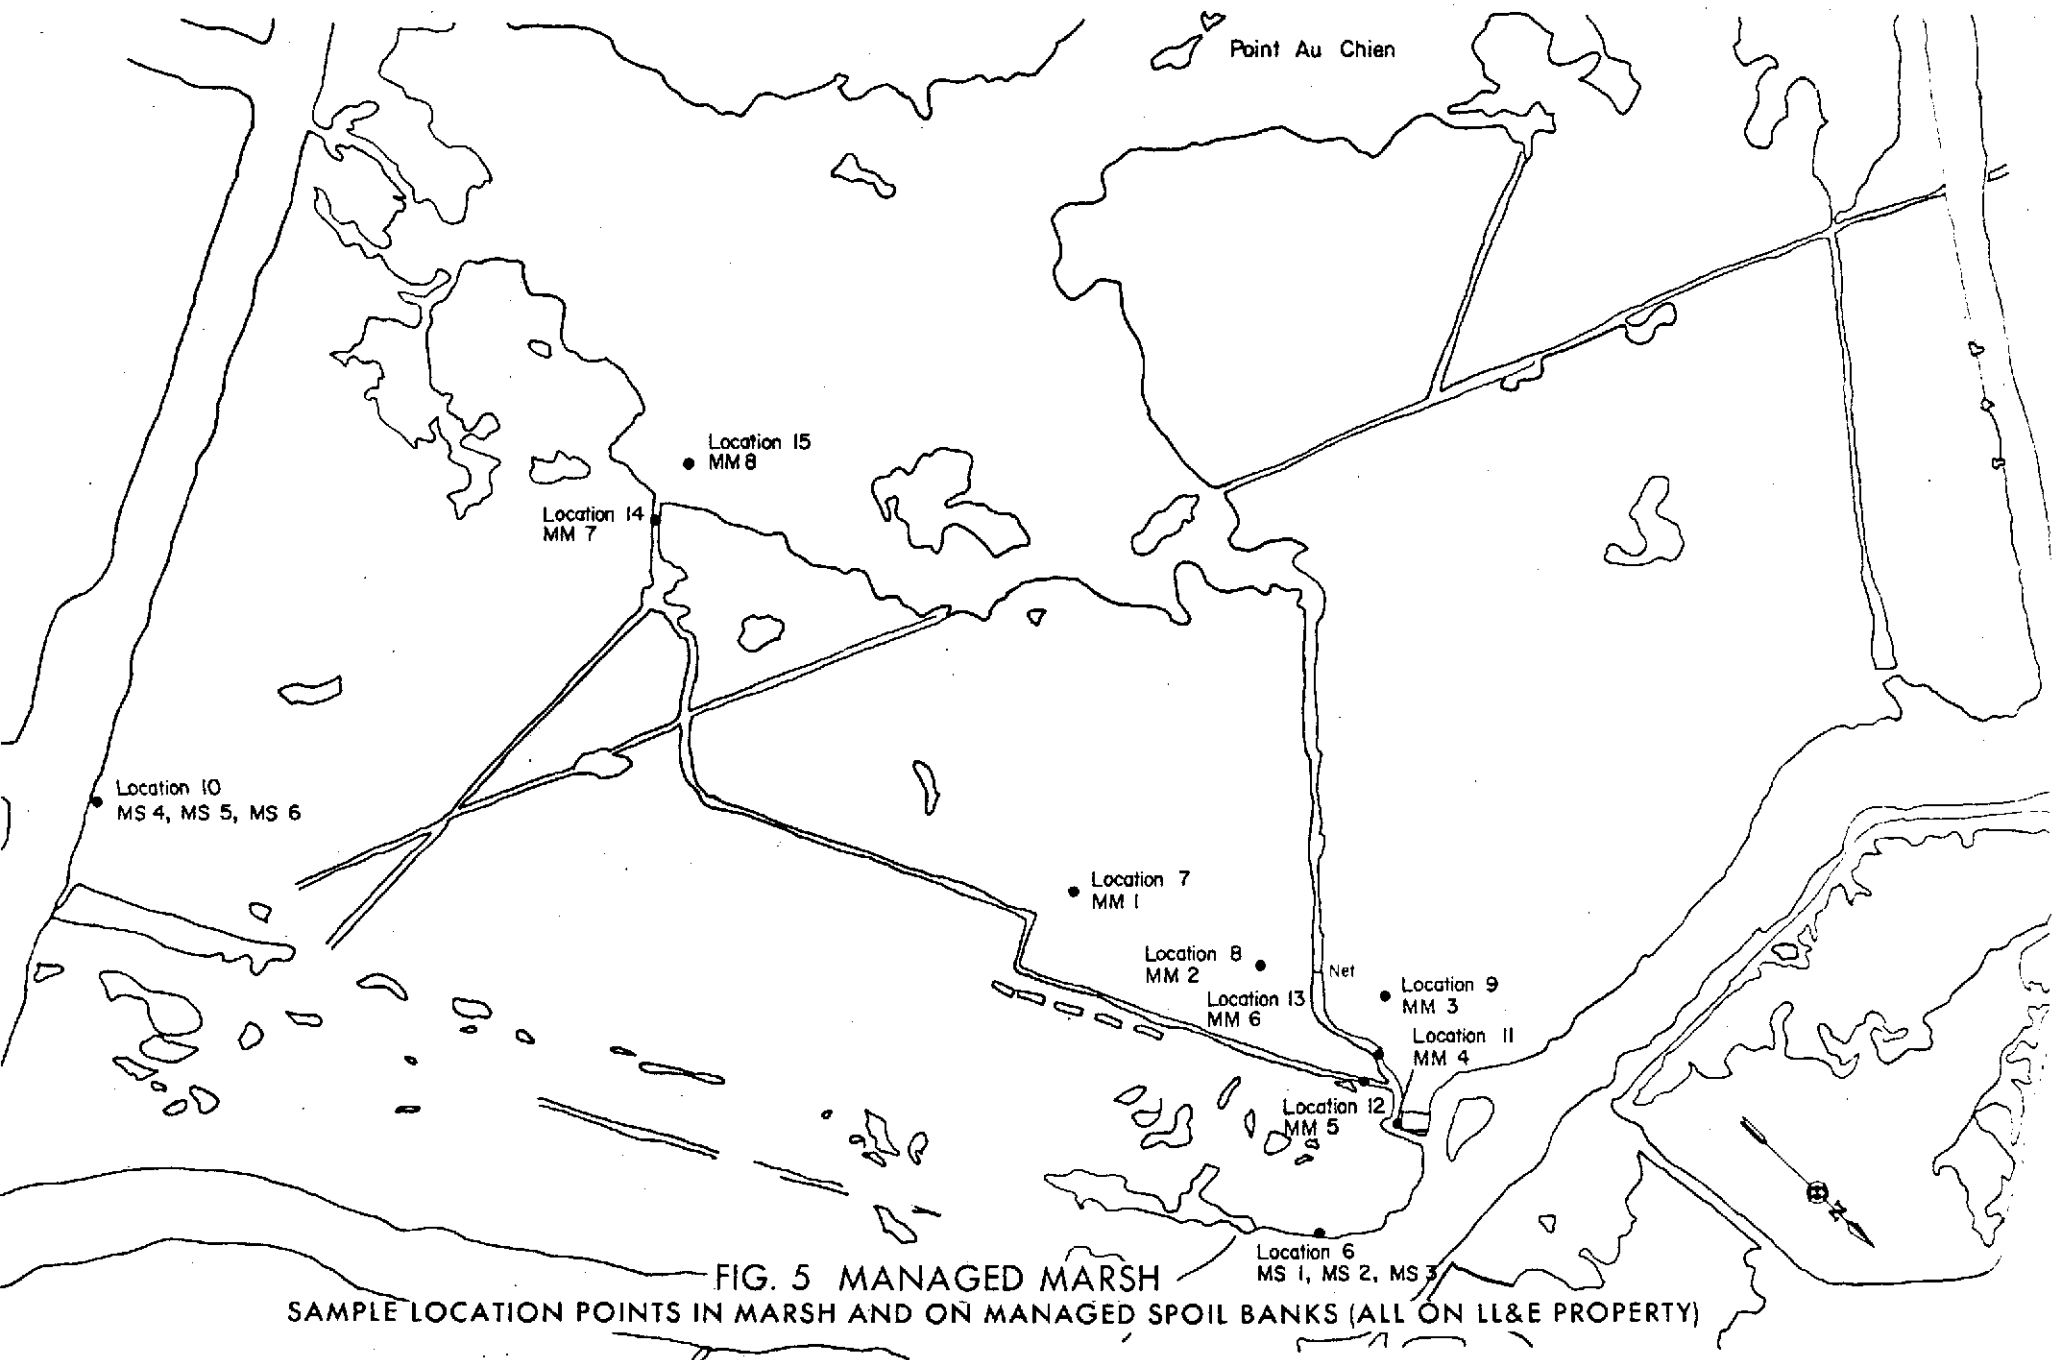 Point Au Chien
Location 15
MM 8
Location 14
MM 7
Location 10
MS 4, MS 5, MS 6
Location 7
MM 1
Location 8
MM 2
Net
Location 9
MM 3
Location 13
MM 6
Location 11
MM 4
Location 12
MM 5
Location 6
MS 1, MS 2, MS 3
N
FIG. 5 MANAGED MARSH
SAMPLE LOCATION POINTS IN MARSH AND ON MANAGED SPOIL BANKS (ALL ON LL&E PROPERTY)